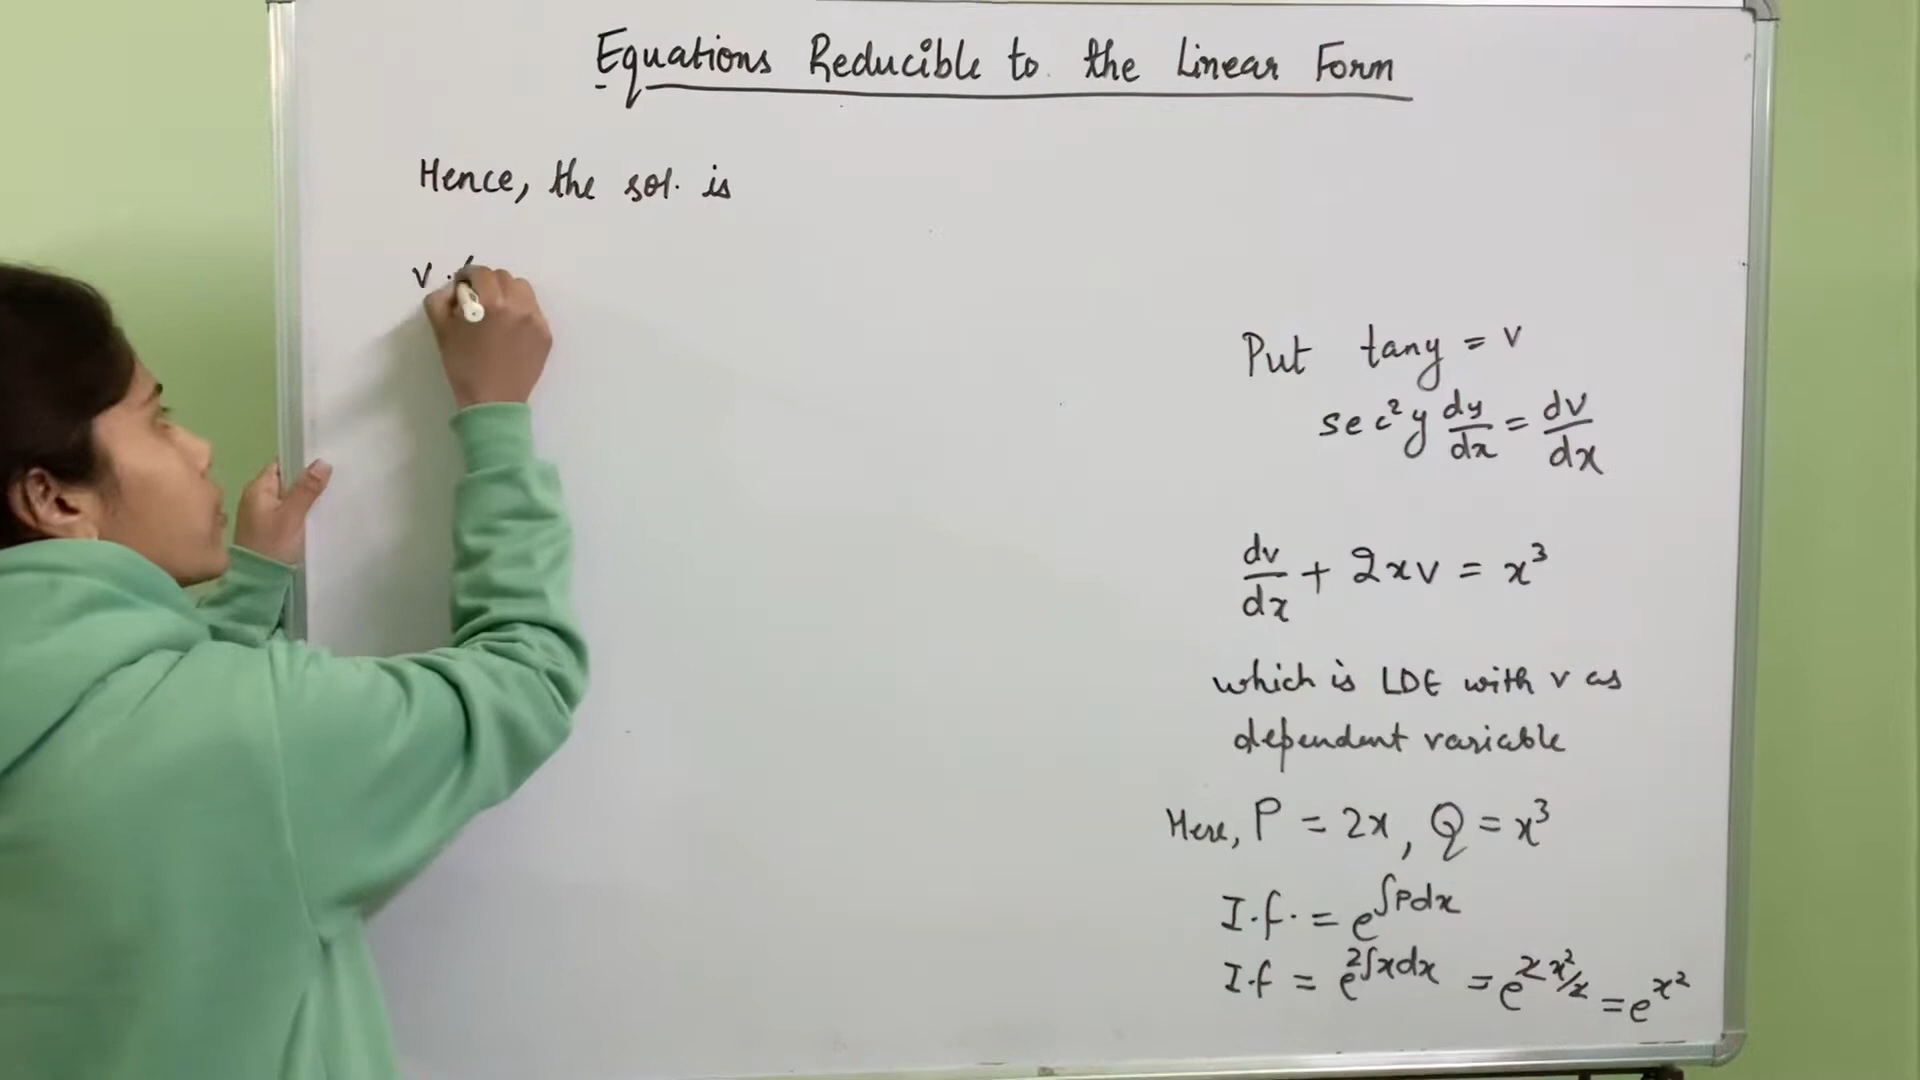 Equations Reducible to the Linear Form
Hence, the sol. is
v . (
Put tany = v
sec²y dy/dx = dv/dx
dv/dx + 2xv = x³
which is LDE with v as
dependent variable
Here, P = 2x, Q = x³
I.f. = e^∫Pdx
I.f = e^2∫xdx = e^2x²/2 = e^x²